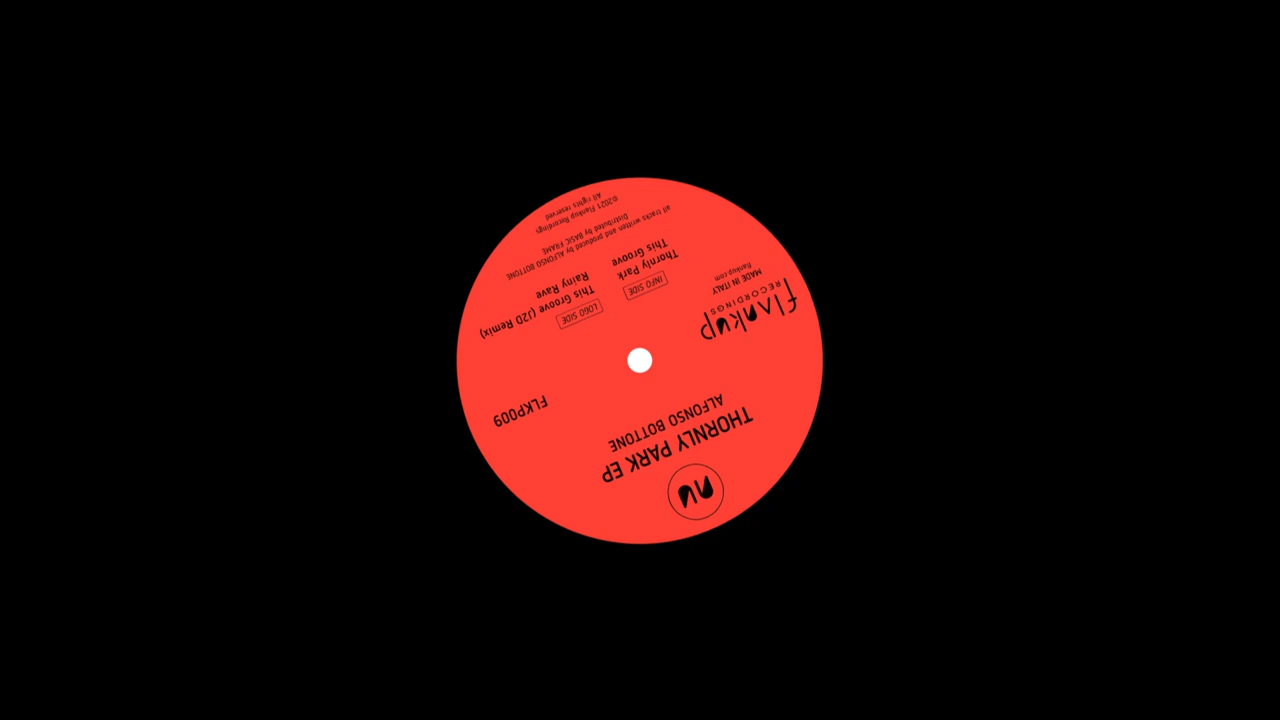 THORNLY PARK EP
ALFONSO BOTTONE
flankup
RECORDINGS
MADE IN ITALY
flankup.com
FLKP009
INFO SIDE
Thornly Park
This Groove
LOGO SIDE
This Groove (J2D Remix)
Rainy Rave
all tracks written and produced by ALFONSO BOTTONE
Distributed by BASIE FRAME
©2021 Flankup Recordings
All rights reserved